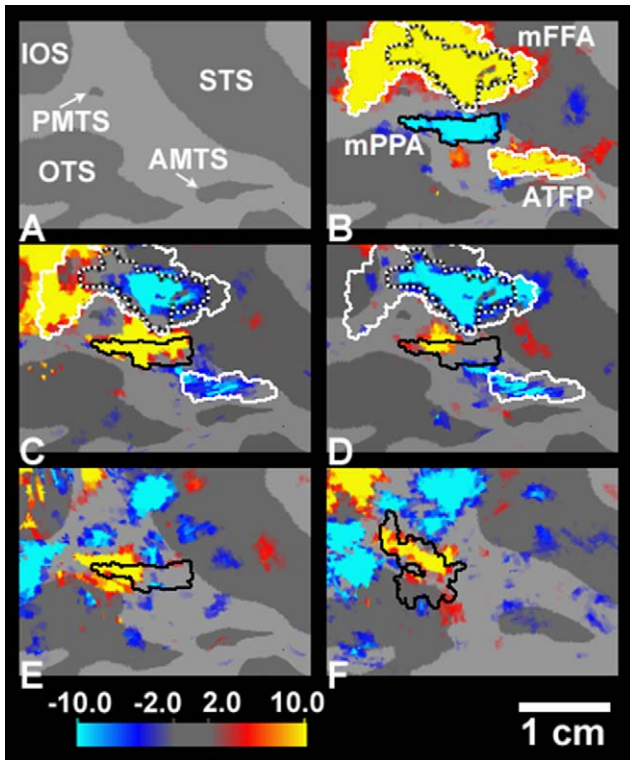 IOS
STS
PMTS
AMTS
OTS
A
mFFA
mPPA
ATFP
B
C
D
E
F
-10.0 -2.0 2.0 10.0
1 cm